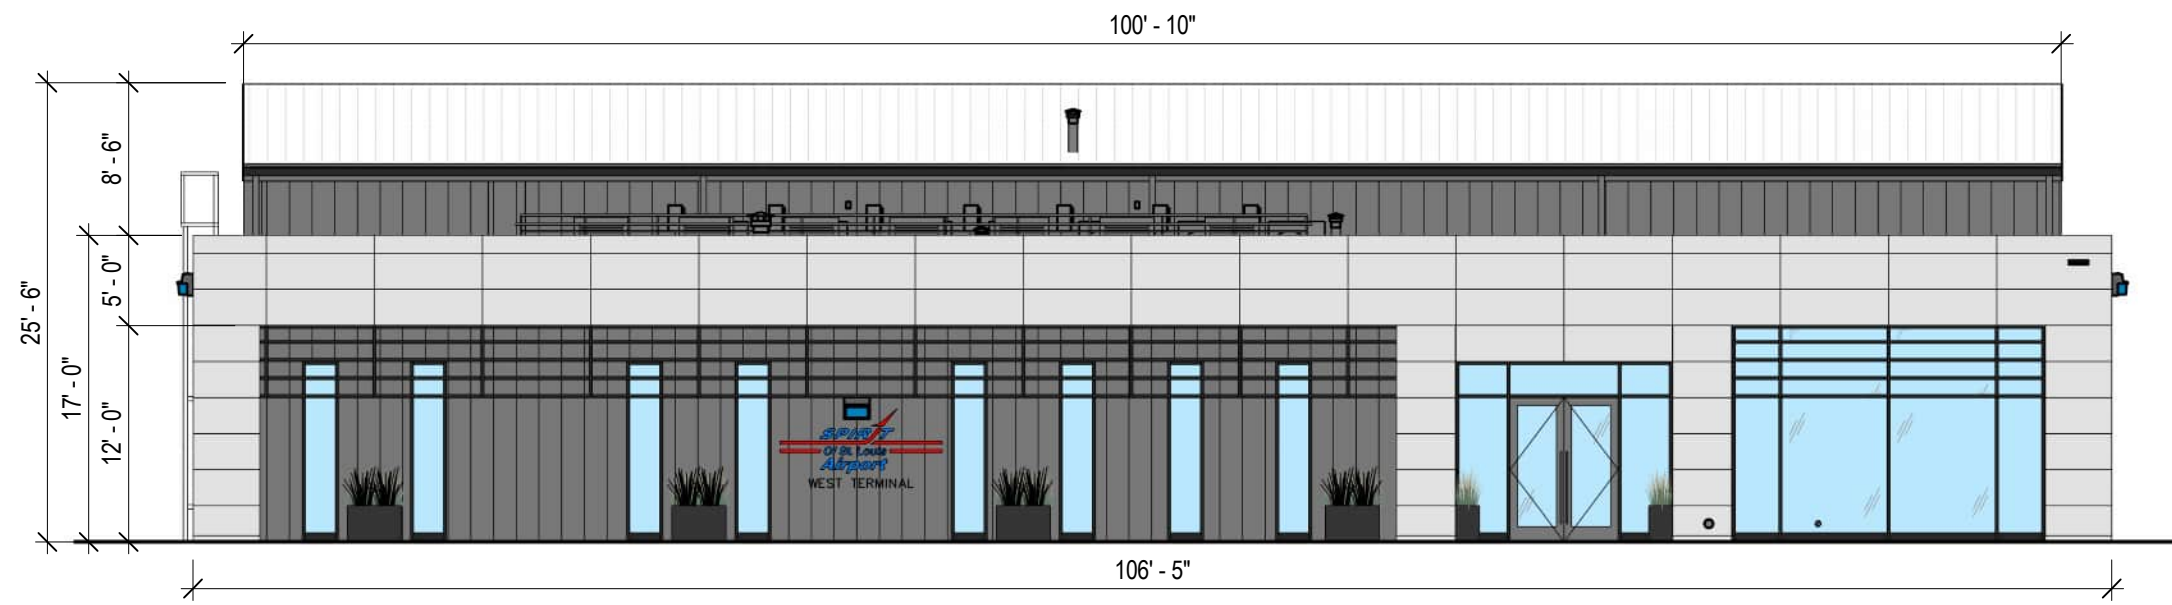 100' - 10"
8' - 6"
5' - 0"
25' - 6"
17' - 0"
12' - 0"
SPIRIT
Of St. Louis
Airport
WEST TERMINAL
106' - 5"